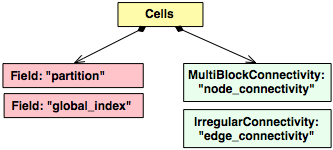 Cells
Field: "partition"
Field: "global_index"
MultiBlockConnectivity:
"node_connectivity"
IrregularConnectivity:
"edge_connectivity"